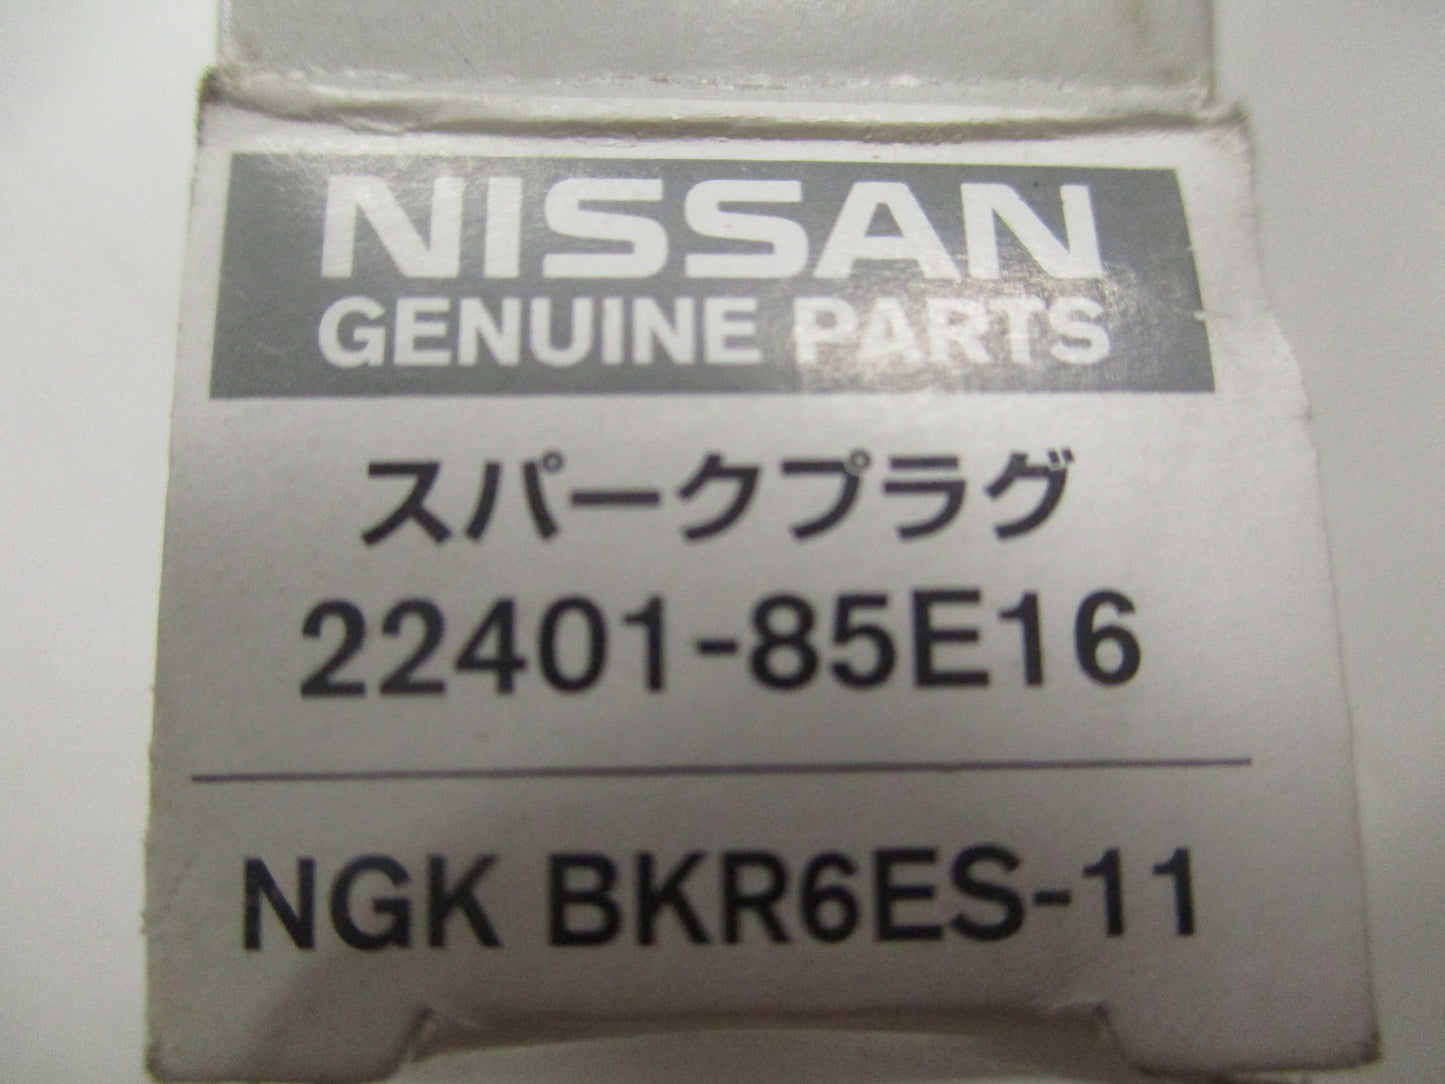 NISSAN
GENUINE PARTS
スパークプラグ
22401-85E16
NGK BKR6ES-11